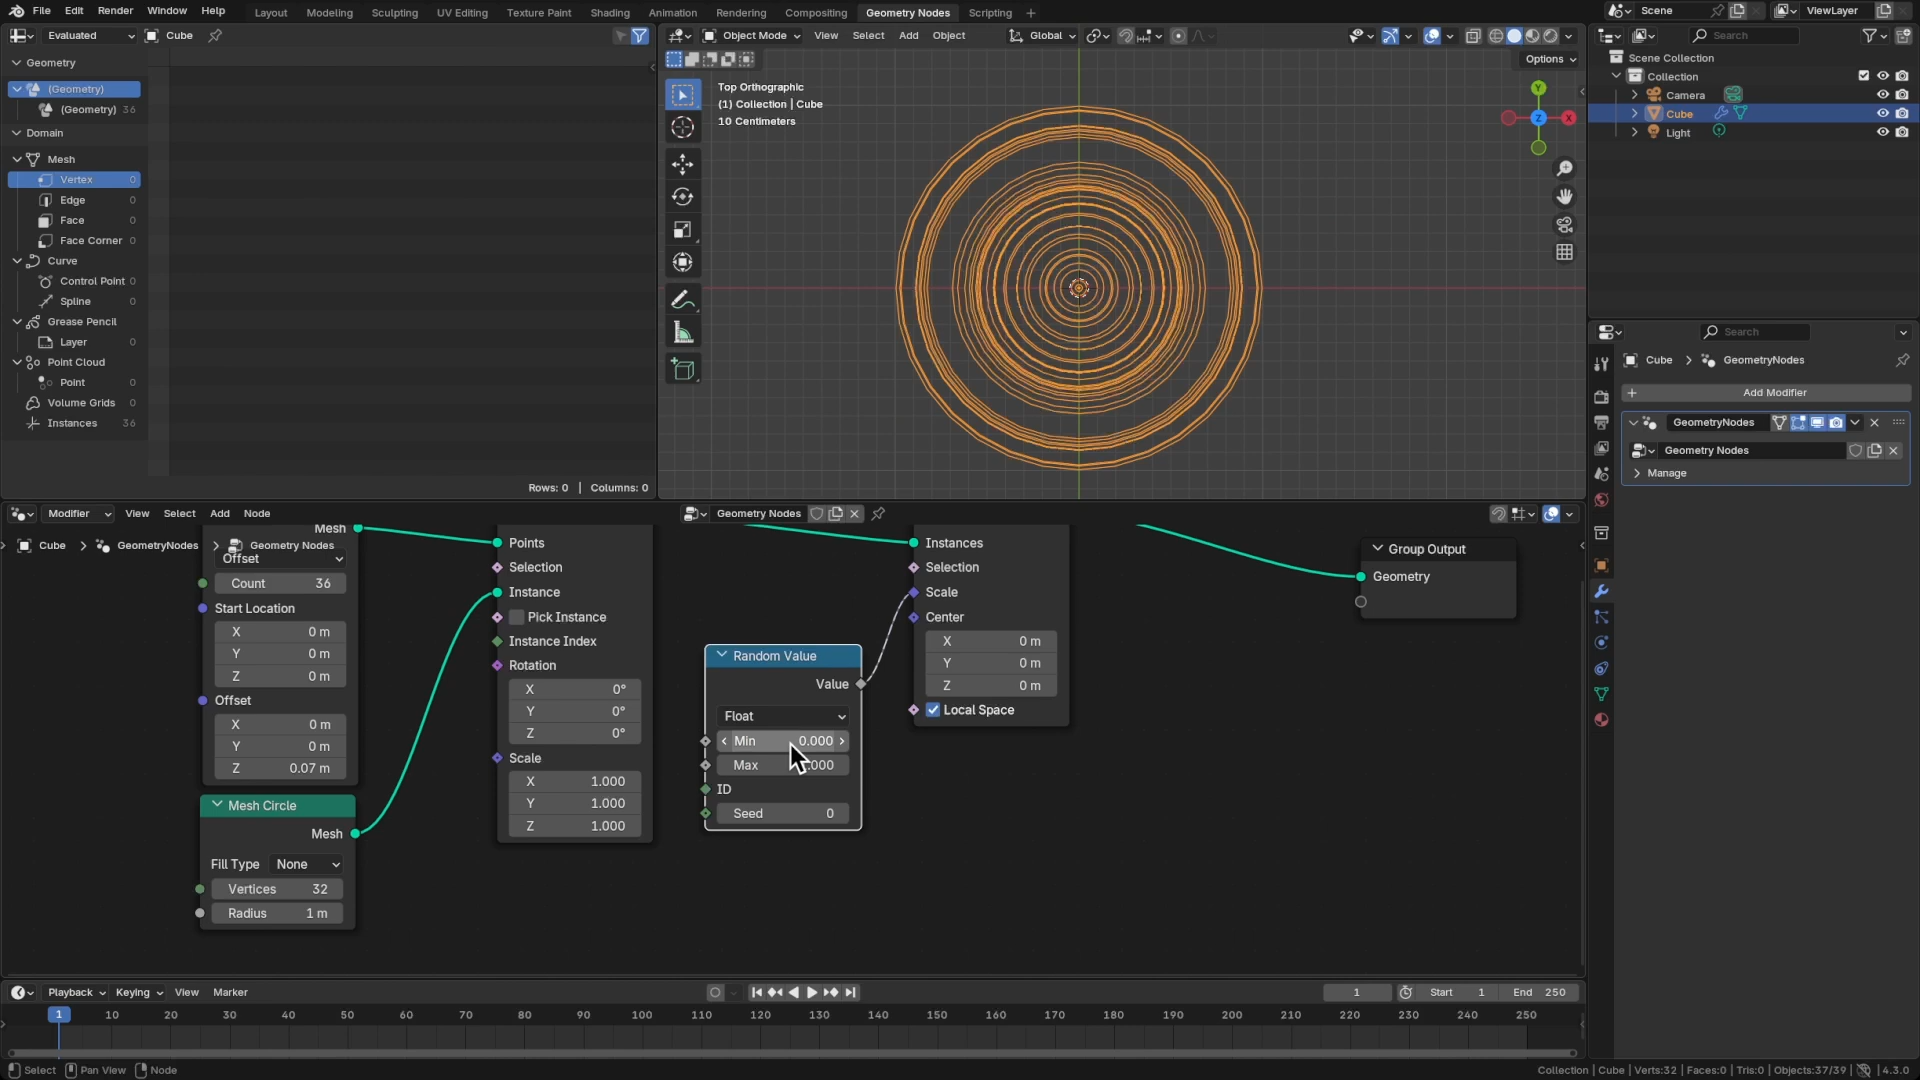 File Edit Render Window Help Layout Modeling Sculpting UV Editing Texture Paint Shading Animation Rendering Compositing Geometry Nodes Scripting + Scene ViewLayer
Evaluated Cube
Object Mode View Select Add Object Global
Search
Options
Geometry
(Geometry)
(Geometry) 36
Domain
Mesh
Vertex 0
Edge 0
Face 0
Face Corner 0
Curve
Control Point 0
Spline 0
Grease Pencil
Layer 0
Point Cloud
Point 0
Volume Grids 0
Instances 36
Rows: 0 | Columns: 0
Top Orthographic
(1) Collection | Cube
10 Centimeters
Y
Z
X
Scene Collection
Collection
Camera
Cube
Light
Search
Cube > GeometryNodes
+ Add Modifier
GeometryNodes
Geometry Nodes
Manage
Modifier View Select Add Node Geometry Nodes
Cube > GeometryNodes > Geometry Nodes
Mesh
Offset
Count 36
Start Location
X 0 m
Y 0 m
Z 0 m
Offset
X 0 m
Y 0 m
Z 0.07 m
Mesh Circle
Mesh
Fill Type None
Vertices 32
Radius 1 m
Points
Selection
Instance
Pick Instance
Instance Index
Rotation
X 0°
Y 0°
Z 0°
Scale
X 1.000
Y 1.000
Z 1.000
Random Value
Value
Float
Min 0.000
Max
ID
Seed 0
Instances
Selection
Scale
Center
X 0 m
Y 0 m
Z 0 m
Local Space
Group Output
Geometry
Playback Keying View Marker 1 Start 1 End 250
1 10 20 30 40 50 60 70 80 90 100 110 120 130 140 150 160 170 180 190 200 210 220 230 240 250
Select Pan View Node Collection | Cube | Verts:32 | Faces:0 | Tris:0 | Objects:37/39 | 4.3.0